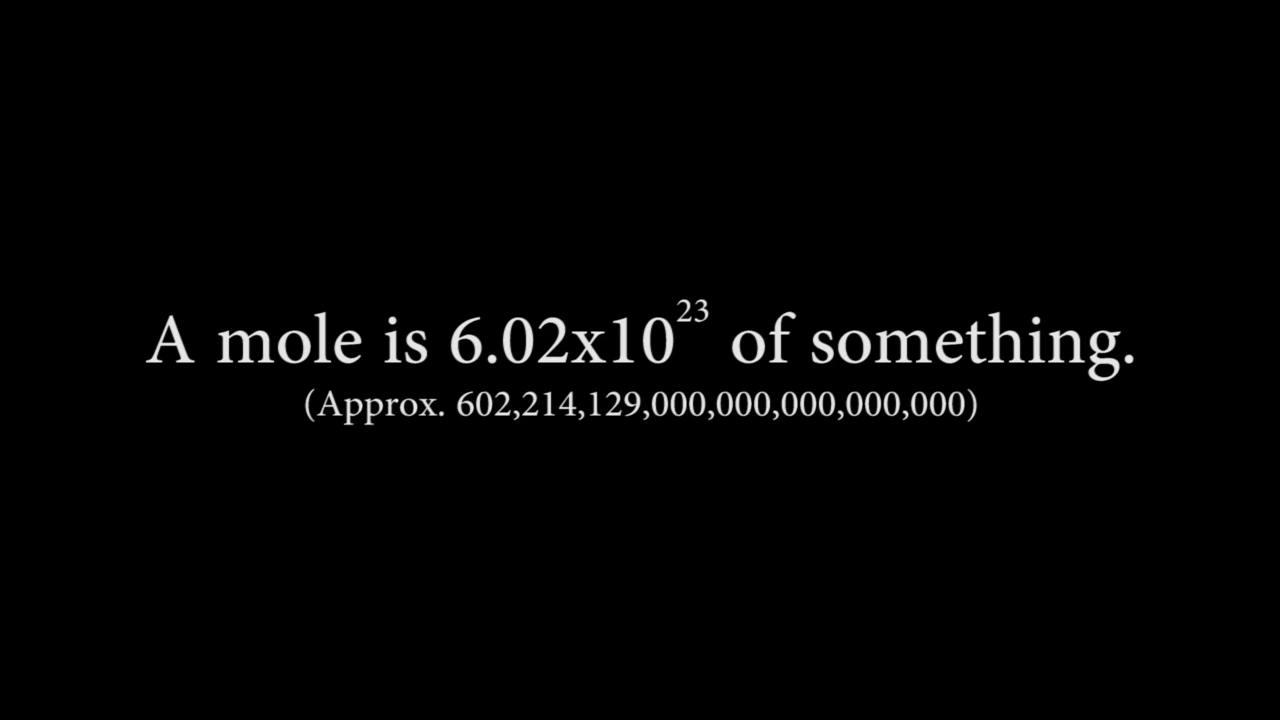 A mole is 6.02x10²³ of something.
(Approx. 602,214,129,000,000,000,000,000)